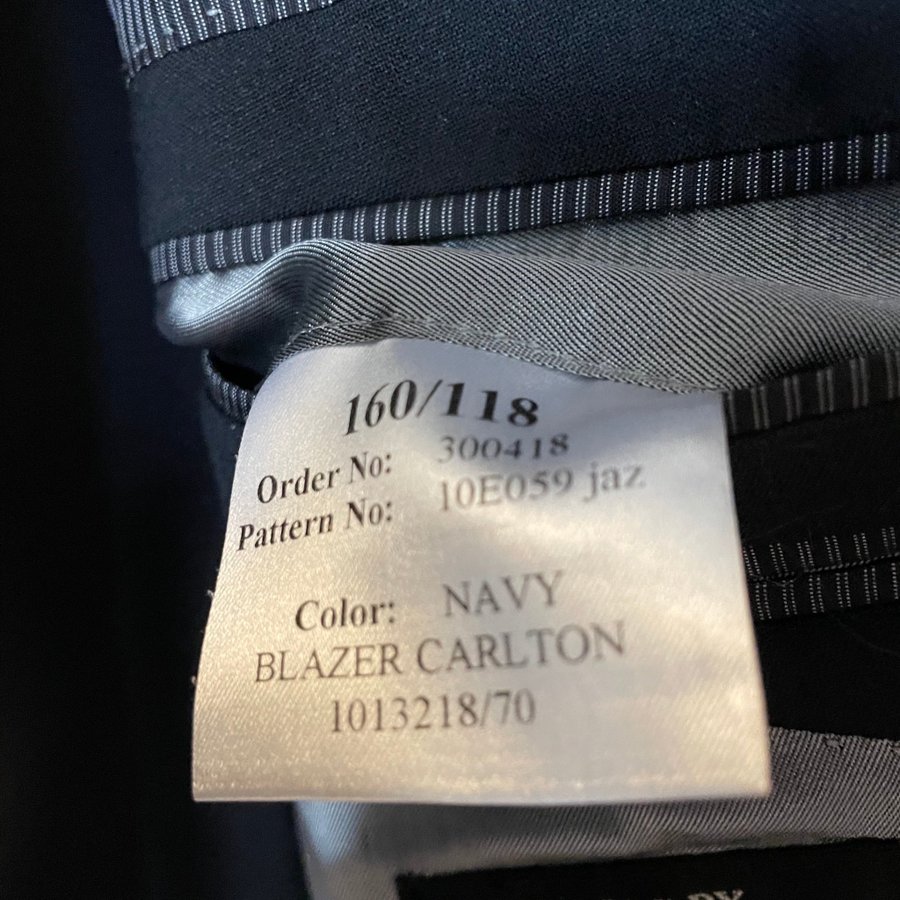 160/118
Order No: 300418
Pattern No: 10E059 jaz
Color: NAVY
BLAZER CARLTON
1013218/70